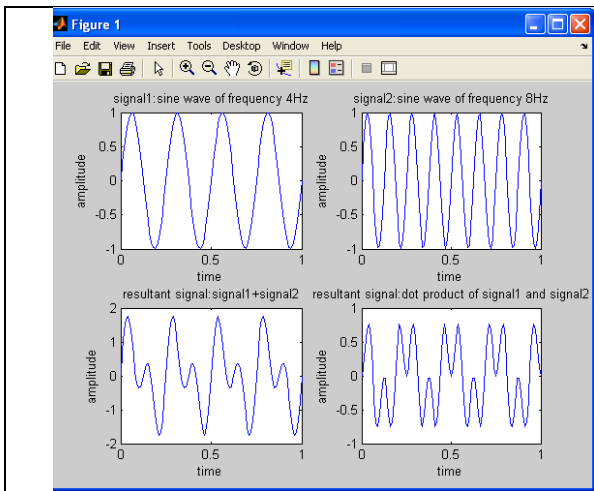 Figure 1
File Edit View Insert Tools Desktop Window Help
signal1:sine wave of frequency 4Hz
1
0.5
0
-0.5
-1
amplitude
0 0.5 1
time
signal2:sine wave of frequency 8Hz
1
0.5
0
-0.5
-1
amplitude
0 0.5 1
time
resultant signal:signal1+signal2
2
1
0
-1
-2
amplitude
0 0.5 1
time
resultant signal:dot product of signal1 and signal2
1
0.5
0
-0.5
-1
amplitude
0 0.5 1
time